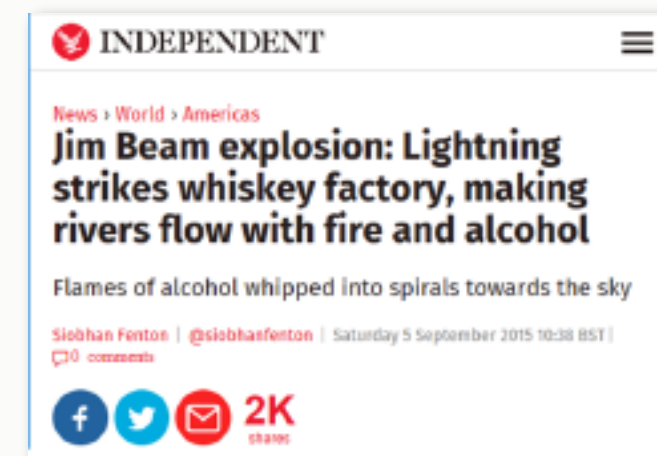 INDEPENDENT
News › World › Americas
Jim Beam explosion: Lightning
strikes whiskey factory, making
rivers flow with fire and alcohol
Flames of alcohol whipped into spirals towards the sky
Siobhan Fenton | @siobhanfenton | Saturday 5 September 2015 10:38 BST |
0 comments
2K
shares